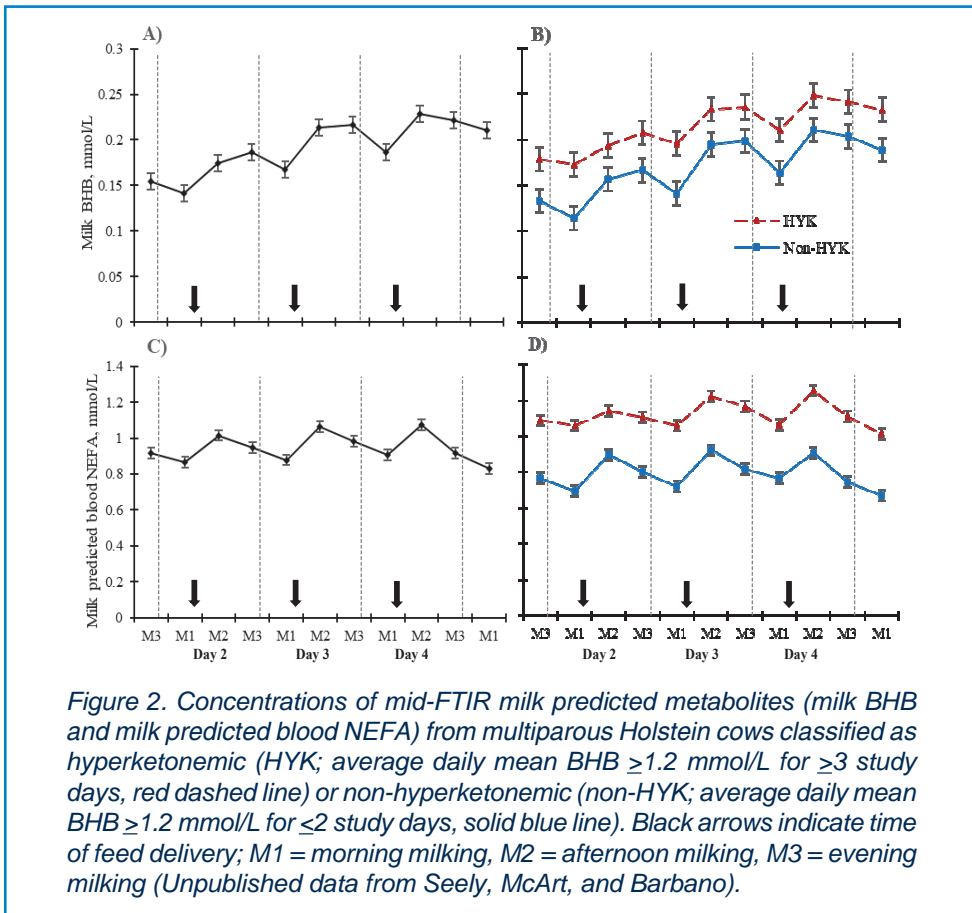 A)
B)
0.3
0.25
0.2
0.15
0.1
0.05
0
Milk BHB, mmol/L
HYK
Non-HYK
C)
D)
1.4
1.2
1
0.8
0.6
0.4
0.2
0
Milk predicted blood NEFA, mmol/L
M3 M1 M2 M3 M1 M2 M3 M1 M2 M3 M1
Day 2 Day 3 Day 4
M3 M1 M2 M3 M1 M2 M3 M1 M2 M3 M1
Day 2 Day 3 Day 4
Figure 2. Concentrations of mid-FTIR milk predicted metabolites (milk BHB
and milk predicted blood NEFA) from multiparous Holstein cows classified as
hyperketonemic (HYK; average daily mean BHB ≥1.2 mmol/L for ≥3 study
days, red dashed line) or non-hyperketonemic (non-HYK; average daily mean
BHB ≥1.2 mmol/L for ≤2 study days, solid blue line). Black arrows indicate time
of feed delivery; M1 = morning milking, M2 = afternoon milking, M3 = evening
milking (Unpublished data from Seely, McArt, and Barbano).